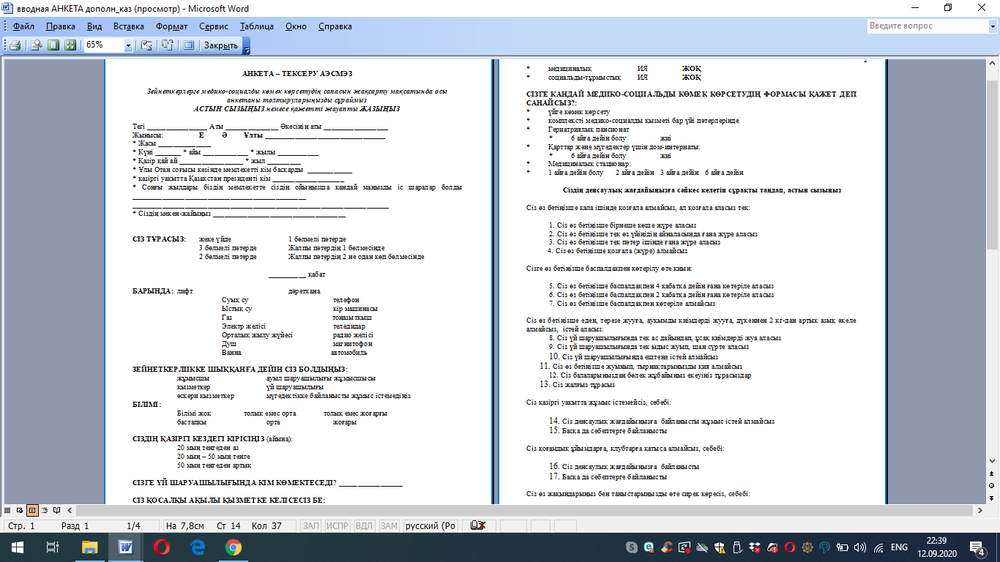 вводная АНКЕТА дополн_каз (просмотр) - Microsoft Word
Файл Правка Вид Вставка Формат Сервис Таблица Окно Справка
Введите вопрос
65% Закрыть
АНКЕТА – ТЕКСЕРУ АЭСМЭЗ
Зейнеткерлерге медико-социалды көмек көрсетудің сапасын жақсарту мақсатында осы
анкетаны толтыруларыңызды сұраймыз
АСТЫН СЫЗЫҢЫЗ немесе қажетті жауапты ЖАЗЫҢЫЗ
Тегі ________________ Аты ______________ Әкесінің аты _________________
Жынысы: Е Ә Ұлты ________________________________
* Жасы ______________
* Күні _______ * айы ____________ * жылы ___________
* Қазір қай ай _________________ * жыл _________
* Ұлы Отан соғысы кесінде мемлекетті кім басқарды ____________
* қазіргі уақытта Қазақстан президенті кім ___________________
* Соңғы жылдары біздің мемлекетте сіздің ойыңызша қандай маңызды іс шаралар болды
______________________________________________
____________________________________________________________________
* Сіздің мекен-жайыңыз ___________________________________
СІЗ ТҰРАСЫЗ: жеке үйде 1 бөлмелі пәтерде
3 бөлмелі пәтерде Жалпы пәтердің 1 бөлмесінде
2 бөлмелі пәтерде Жалпы пәтердің 2 не одан көп бөлмесінде
__________ қабат
БАРЫНДА: лифт дәретхана
Суық су телефон
Ыстық су кір машинасы
Газ тоңазытқыш
Электр желісі теледидар
Орталық жылу жүйесі радио желісі
Душ магнитофон
Ванна автомобиль
ЗЕЙНЕТКЕРЛІККЕ ШЫҚҚАНҒА ДЕЙІН СІЗ БОЛДЫҢЫЗ:
жұмысшы ауыл шаруашылығы жұмысшысы
қызметкер үй шаруашылығы
әскери қызметкер мүгедектікке байланысты жұмыс істемедіңіз
БІЛІМІ:
Білімі жоқ толық емес орта толық емес жоғарғы
бастапқы орта жоғары
СІЗДІҢ ҚАЗІРГІ КЕЗДЕГІ КІРІСІҢІЗ (айына):
20 мың тенгеден аз
20 мың – 50 мың тенге
50 мың тенгеден артық
СІЗГЕ ҮЙ ШАРУАШЫЛЫҒЫНДА КІМ КӨМЕКТЕСЕДІ? _________________
СІЗ ҚОСАЛҚЫ АҚЫЛЫ ҚЫЗМЕТКЕ КЕЛІСЕСІЗ БЕ:
2
* медициналық ИЯ ЖОҚ
* социальды-тұрмыстық ИЯ ЖОҚ
СІЗГЕ КАНДАЙ МЕДИКО-СОЦИАЛЬДЫ КӨМЕК КӨРСЕТУДІҢ ФОРМАСЫ ҚАЖЕТ ДЕП
САНАЙСЫЗ?:
* үйге көмек көрсету
* комплексті медико-социалды қызметі бар үйі пәтерлерінде
* Гериатриялық пансионат
* 6 айға дейін болу жиі
* Қарттар және мүгедектер үшін дом-интернаты:
* 6 айға дейін болу жиі
* Медициналық стационар:
* 1 айға дейін болу 2 айға дейін 3 айға дейін 6 айға дейін
Сіздің денсаулық жағдайыңызға сәйкес келетін сұрақты таңдап, астын сызыңыз
Сіз өз бетіңізше қала ішінде қозғала алмайсыз, ал қозғала аласыз тек:
1. Сіз өз бетіңізше бірнеше көше жүре аласыз
2. Сіз өз бетіңізше тек өз үйіңідің айналасында ғана жүре аласыз
3. Сіз өз бетіңізше тек пәтер ішінде ғана жүре аласыз
4. Сіз өз бетіңізше қозғала (жүре) алмайсыз
Сізге өз бетіңізше баспалдақпен көтерілу өте қиын:
5. Сіз өз бетіңізше баспалдақпен 4 қабатқа дейін ғана көтеріле аласыз
6. Сіз өз бетіңізше баспалдақпен 2 қабатқа дейін ғана көтеріле аласыз
7. Сіз өз бетіңізше баспалдақпен көтеріле алмайсыз
Сіз өз бетіңізше еден, терезе жууға, ауқымды киімдерді жууға, дүкеннен 2 кг-дан артық азық әкеле
алмайсыз, істей аласыз:
8. Сіз үй шаруашылығында тек ас дайындап, ұсақ киімдерді жуа аласыз
9. Сіз үй шаруашылығында тек ыдыс жуып, шаң сүрте аласыз
10. Сіз үй шаруашылығында ештеңе істей алмайсыз
11. Сіз өз бетіңізше жуынып, тырнақтарыңызды қия алмайсыз
12. Сіз балаларыңыздан бөлек жұбайыңыз екеуіңіз тұрасыздар
13. Сіз жалғыз тұрасыз
Сіз қазіргі уақытта жұмыс істемейсіз, себебі:
14. Сіз денсаулық жағдайыңызға байланысты жұмыс істей алмайсыз
15. Басқа да себептерге байланысты
Сіз қоғамдық ұйымдарға, клубтарға қатыса алмайсыз, себебі:
16. Сіз денсаулық жағдайыңызға байланысты
17. Басқа да себептерге байланысты
Сіз өз жақындарыңыз бен таныстарыңызды өте сирек көресіз, себебі:
Стр. 1 Разд 1 1/4 На 7,8см Ст 14 Кол 37 ЗАП ИСПР ВДЛ ЗАМ русский (Ро
ENG
22:39
12.09.2020
4